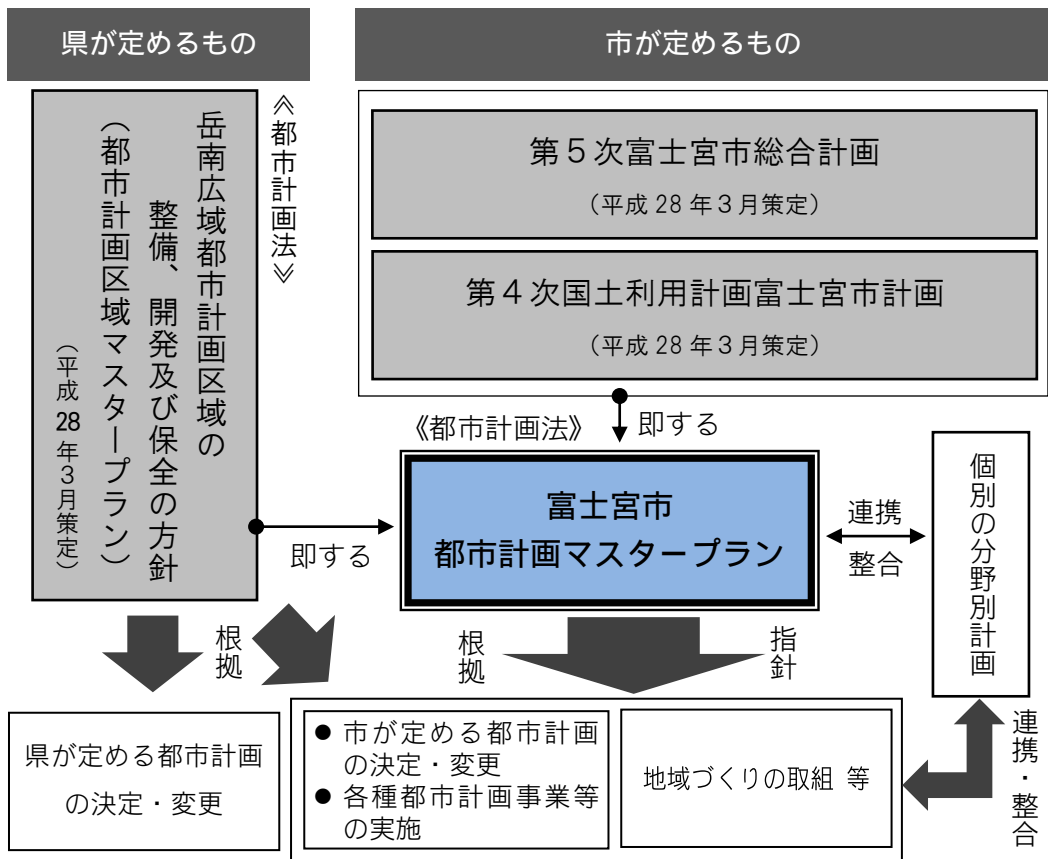 県が定めるもの
市が定めるもの
岳南広域都市計画区域の
整備、開発及び保全の方針
（都市計画区域マスタープラン）
（平成28年３月策定）
《都市計画法》
第５次富士宮市総合計画
（平成 28 年３月策定）
第４次国土利用計画富士宮市計画
（平成 28 年３月策定）
《都市計画法》
即する
即する
富士宮市
都市計画マスタープラン
連携
整合
個別の分野別計画
根拠
根拠
指針
連携・整合
県が定める都市計画
の決定・変更
● 市が定める都市計画
の決定・変更
● 各種都市計画事業等
の実施
地域づくりの取組 等